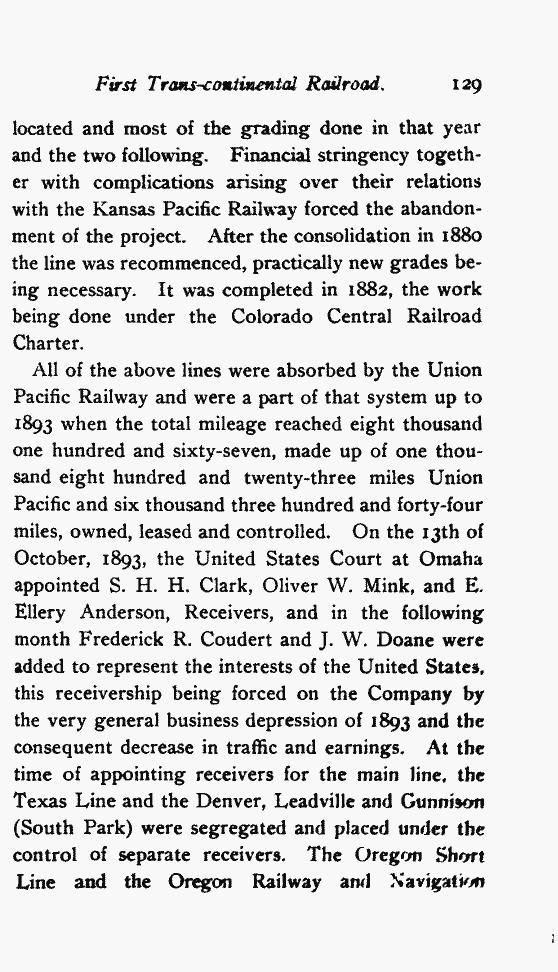 First Trans-continental Railroad. 129
located and most of the grading done in that year
and the two following. Financial stringency togeth-
er with complications arising over their relations
with the Kansas Pacific Railway forced the abandon-
ment of the project. After the consolidation in 1880
the line was recommenced, practically new grades be-
ing necessary. It was completed in 1882, the work
being done under the Colorado Central Railroad
Charter.
All of the above lines were absorbed by the Union
Pacific Railway and were a part of that system up to
1893 when the total mileage reached eight thousand
one hundred and sixty-seven, made up of one thou-
sand eight hundred and twenty-three miles Union
Pacific and six thousand three hundred and forty-four
miles, owned, leased and controlled. On the 13th of
October, 1893, the United States Court at Omaha
appointed S. H. H. Clark, Oliver W. Mink, and E.
Ellery Anderson, Receivers, and in the following
month Frederick R. Coudert and J. W. Doane were
added to represent the interests of the United States,
this receivership being forced on the Company by
the very general business depression of 1893 and the
consequent decrease in traffic and earnings. At the
time of appointing receivers for the main line, the
Texas Line and the Denver, Leadville and Gunnison
(South Park) were segregated and placed under the
control of separate receivers. The Oregon Short
Line and the Oregon Railway and Navigation